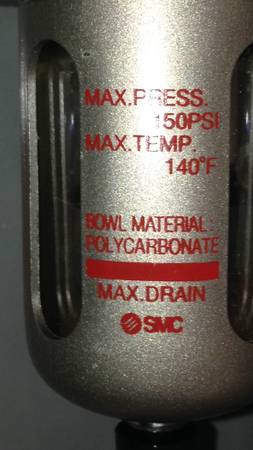 MAX.PRESS.
150PSI
MAX.TEMP.
140°F
BOWL MATERIAL:
POLYCARBONATE
MAX.DRAIN
SMC